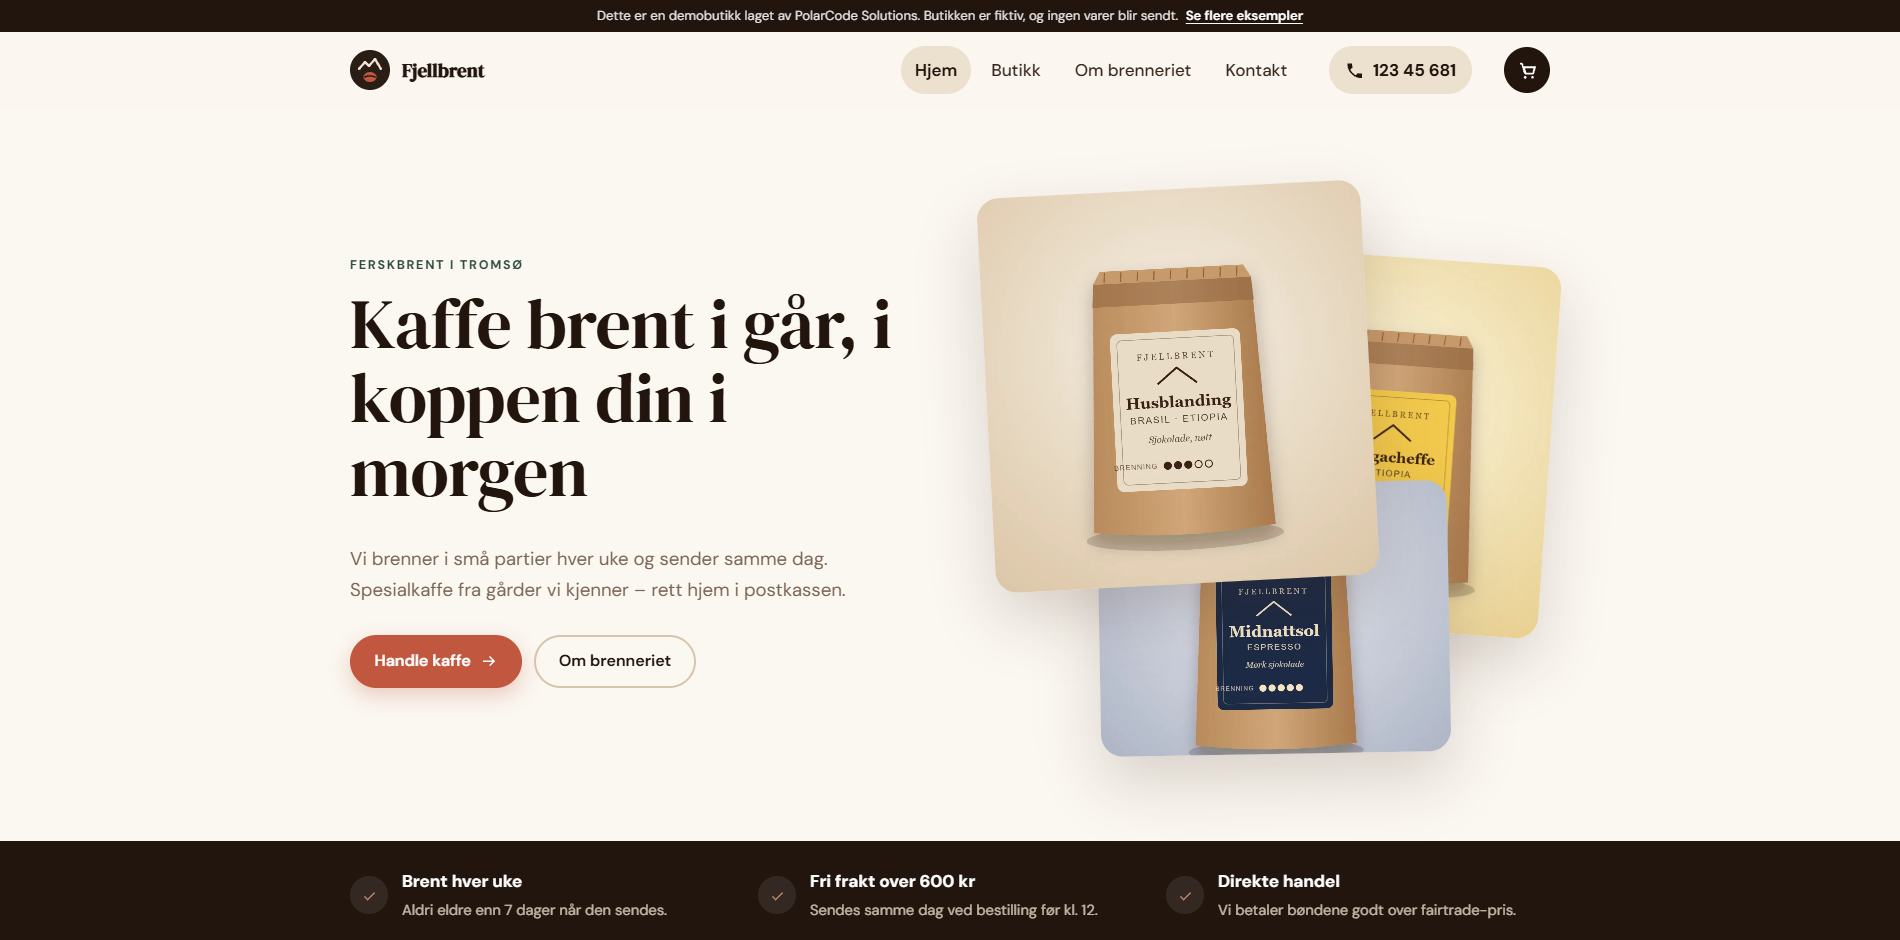 Dette er en demobutikk laget av PolarCode Solutions. Butikken er fiktiv, og ingen varer blir sendt. Se flere eksempler
Fjellbrent
Hjem
Butikk
Om brenneriet
Kontakt
123 45 681
FERSKBRENT I TROMSØ
Kaffe brent i går, i
koppen din i
morgen
Vi brenner i små partier hver uke og sender samme dag.
Spesialkaffe fra gårder vi kjenner – rett hjem i postkassen.
Handle kaffe
Om brenneriet
FJELLBRENT
Husblanding
BRASIL · ETIOPIA
Sjokolade, nøtt
BRENNING
ELLBRENT
gacheffe
TIOPIA
FJELLBRENT
Midnattsol
ESPRESSO
Mørk sjokolade
BRENNING
Brent hver uke
Aldri eldre enn 7 dager når den sendes.
Fri frakt over 600 kr
Sendes samme dag ved bestilling før kl. 12.
Direkte handel
Vi betaler bøndene godt over fairtrade-pris.